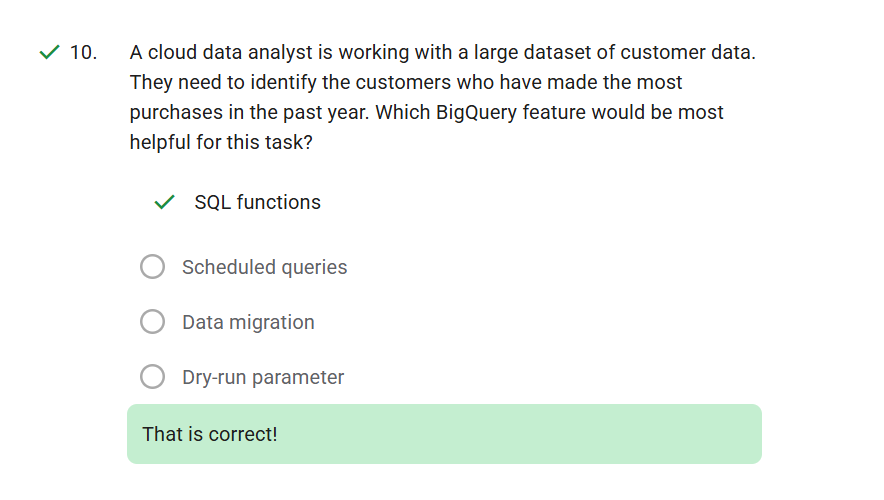 10. A cloud data analyst is working with a large dataset of customer data.
They need to identify the customers who have made the most
purchases in the past year. Which BigQuery feature would be most
helpful for this task?
SQL functions
Scheduled queries
Data migration
Dry-run parameter
That is correct!